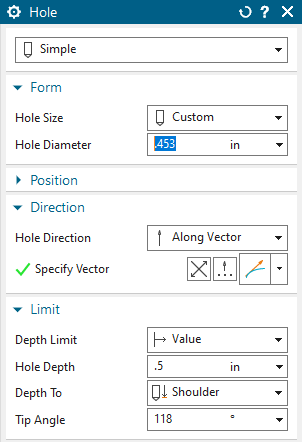 Hole ?
Simple
Form
Hole Size Custom
Hole Diameter .453 in
Position
Direction
Hole Direction Along Vector
Specify Vector
Limit
Depth Limit Value
Hole Depth .5 in
Depth To Shoulder
Tip Angle 118 °